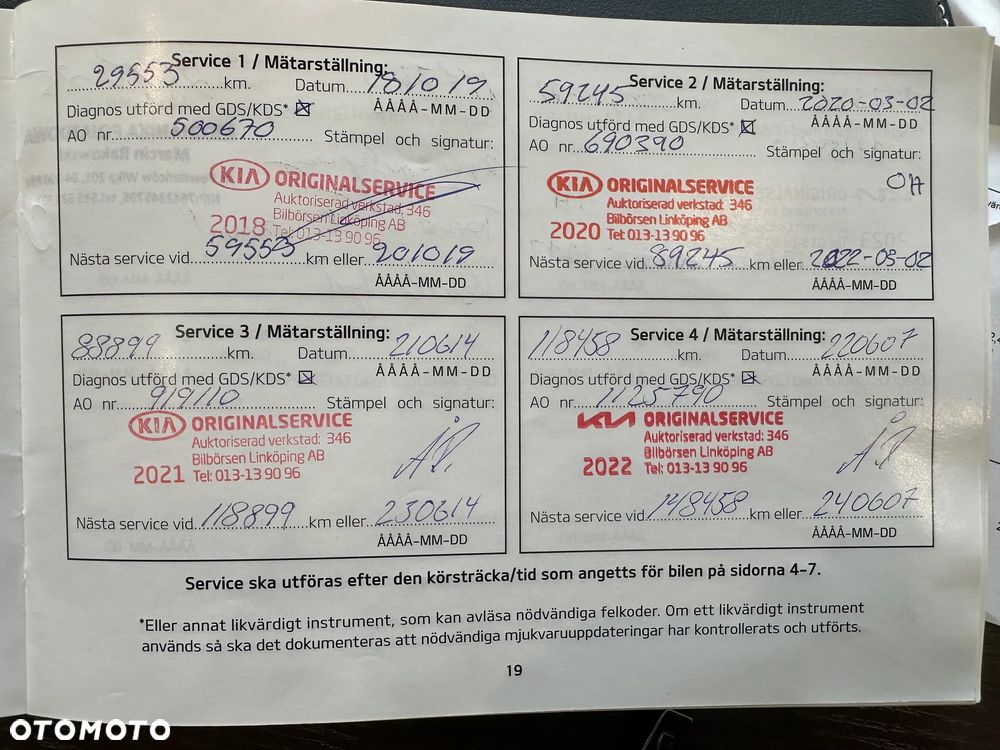 Service 1 / Mätarställning:
29553 km. Datum 181019
Diagnos utförd med GDS/KDS* ÅÅÅÅ-MM-DD
AO nr. 500670 Stämpel och signatur:
KIA ORIGINALSERVICE
Auktoriserad verkstad: 346
Bilbörsen Linköping AB
2018 Tel: 013-13 90 96
Nästa service vid 59553 km eller 201019
ÅÅÅÅ-MM-DD
Service 2 / Mätarställning:
59245 km. Datum 2020-03-02
Diagnos utförd med GDS/KDS* ÅÅÅÅ-MM-DD
AO nr. 690390 Stämpel och signatur:
KIA ORIGINALSERVICE
Auktoriserad verkstad: 346
Bilbörsen Linköping AB
2020 Tel: 013-13 90 96
Nästa service vid 89245 km eller 2022-03-02
ÅÅÅÅ-MM-DD
Service 3 / Mätarställning:
88899 km. Datum 210614
Diagnos utförd med GDS/KDS* ÅÅÅÅ-MM-DD
AO nr. 919110 Stämpel och signatur:
KIA ORIGINALSERVICE
Auktoriserad verkstad: 346
Bilbörsen Linköping AB
2021 Tel: 013-13 90 96
Nästa service vid 118899 km eller 230614
ÅÅÅÅ-MM-DD
Service 4 / Mätarställning:
118458 km. Datum 220607
Diagnos utförd med GDS/KDS* ÅÅÅÅ-MM-DD
AO nr. 1125790 Stämpel och signatur:
KIA ORIGINALSERVICE
Auktoriserad verkstad: 346
Bilbörsen Linköping AB
2022 Tel: 013-13 90 96
Nästa service vid 148458 km eller 240607
ÅÅÅÅ-MM-DD
Service ska utföras efter den körsträcka/tid som angetts för bilen på sidorna 4-7.
*Eller annat likvärdigt instrument, som kan avläsa nödvändiga felkoder. Om ett likvärdigt instrument
används så ska det dokumenteras att nödvändiga mjukvaruuppdateringar har kontrollerats och utförts.
19
OTOMOTO